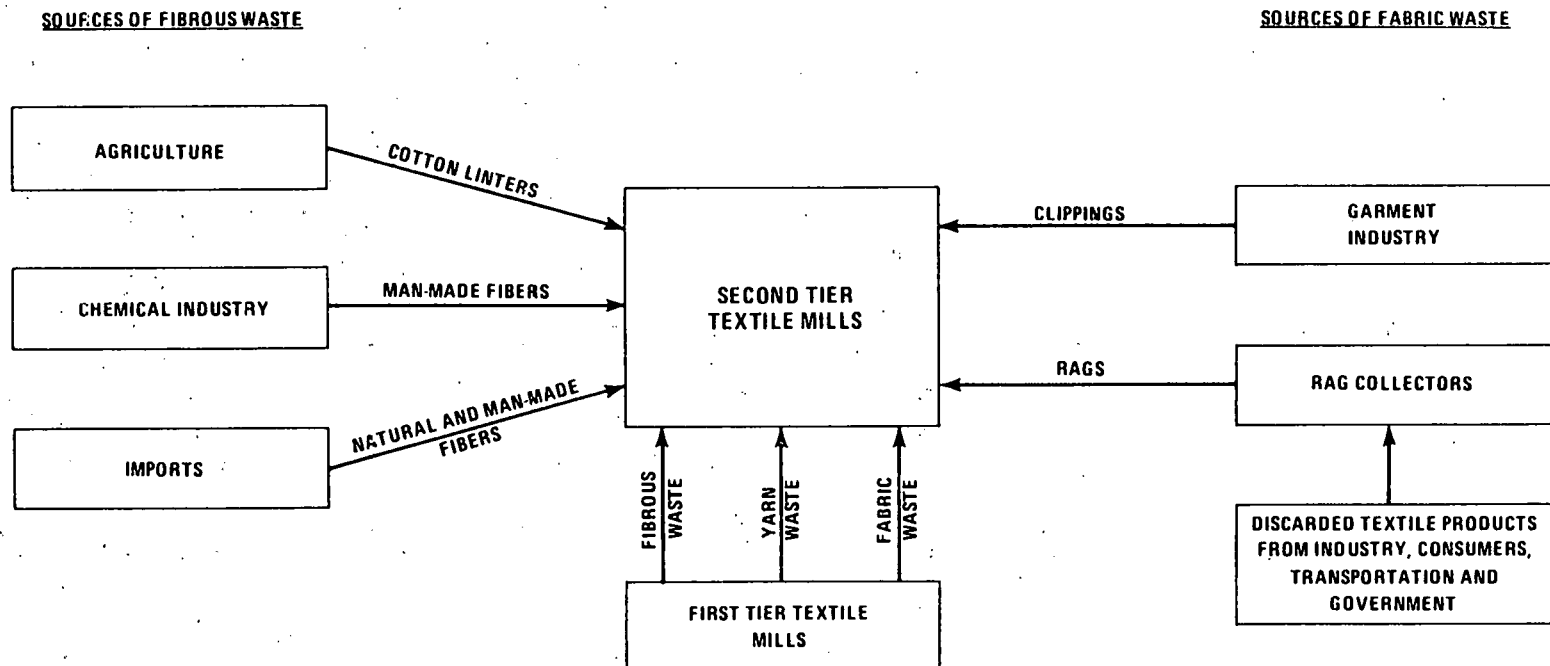 SOURCES OF FIBROUS WASTE
SOURCES OF FABRIC WASTE
AGRICULTURE
COTTON LINTERS
CHEMICAL INDUSTRY
MAN-MADE FIBERS
IMPORTS
NATURAL AND MAN-MADE
FIBERS
SECOND TIER
TEXTILE MILLS
CLIPPINGS
GARMENT
INDUSTRY
RAGS
RAG COLLECTORS
DISCARDED TEXTILE PRODUCTS
FROM INDUSTRY, CONSUMERS,
TRANSPORTATION AND
GOVERNMENT
FIBROUS
WASTE
YARN
WASTE
FABRIC
WASTE
FIRST TIER TEXTILE
MILLS